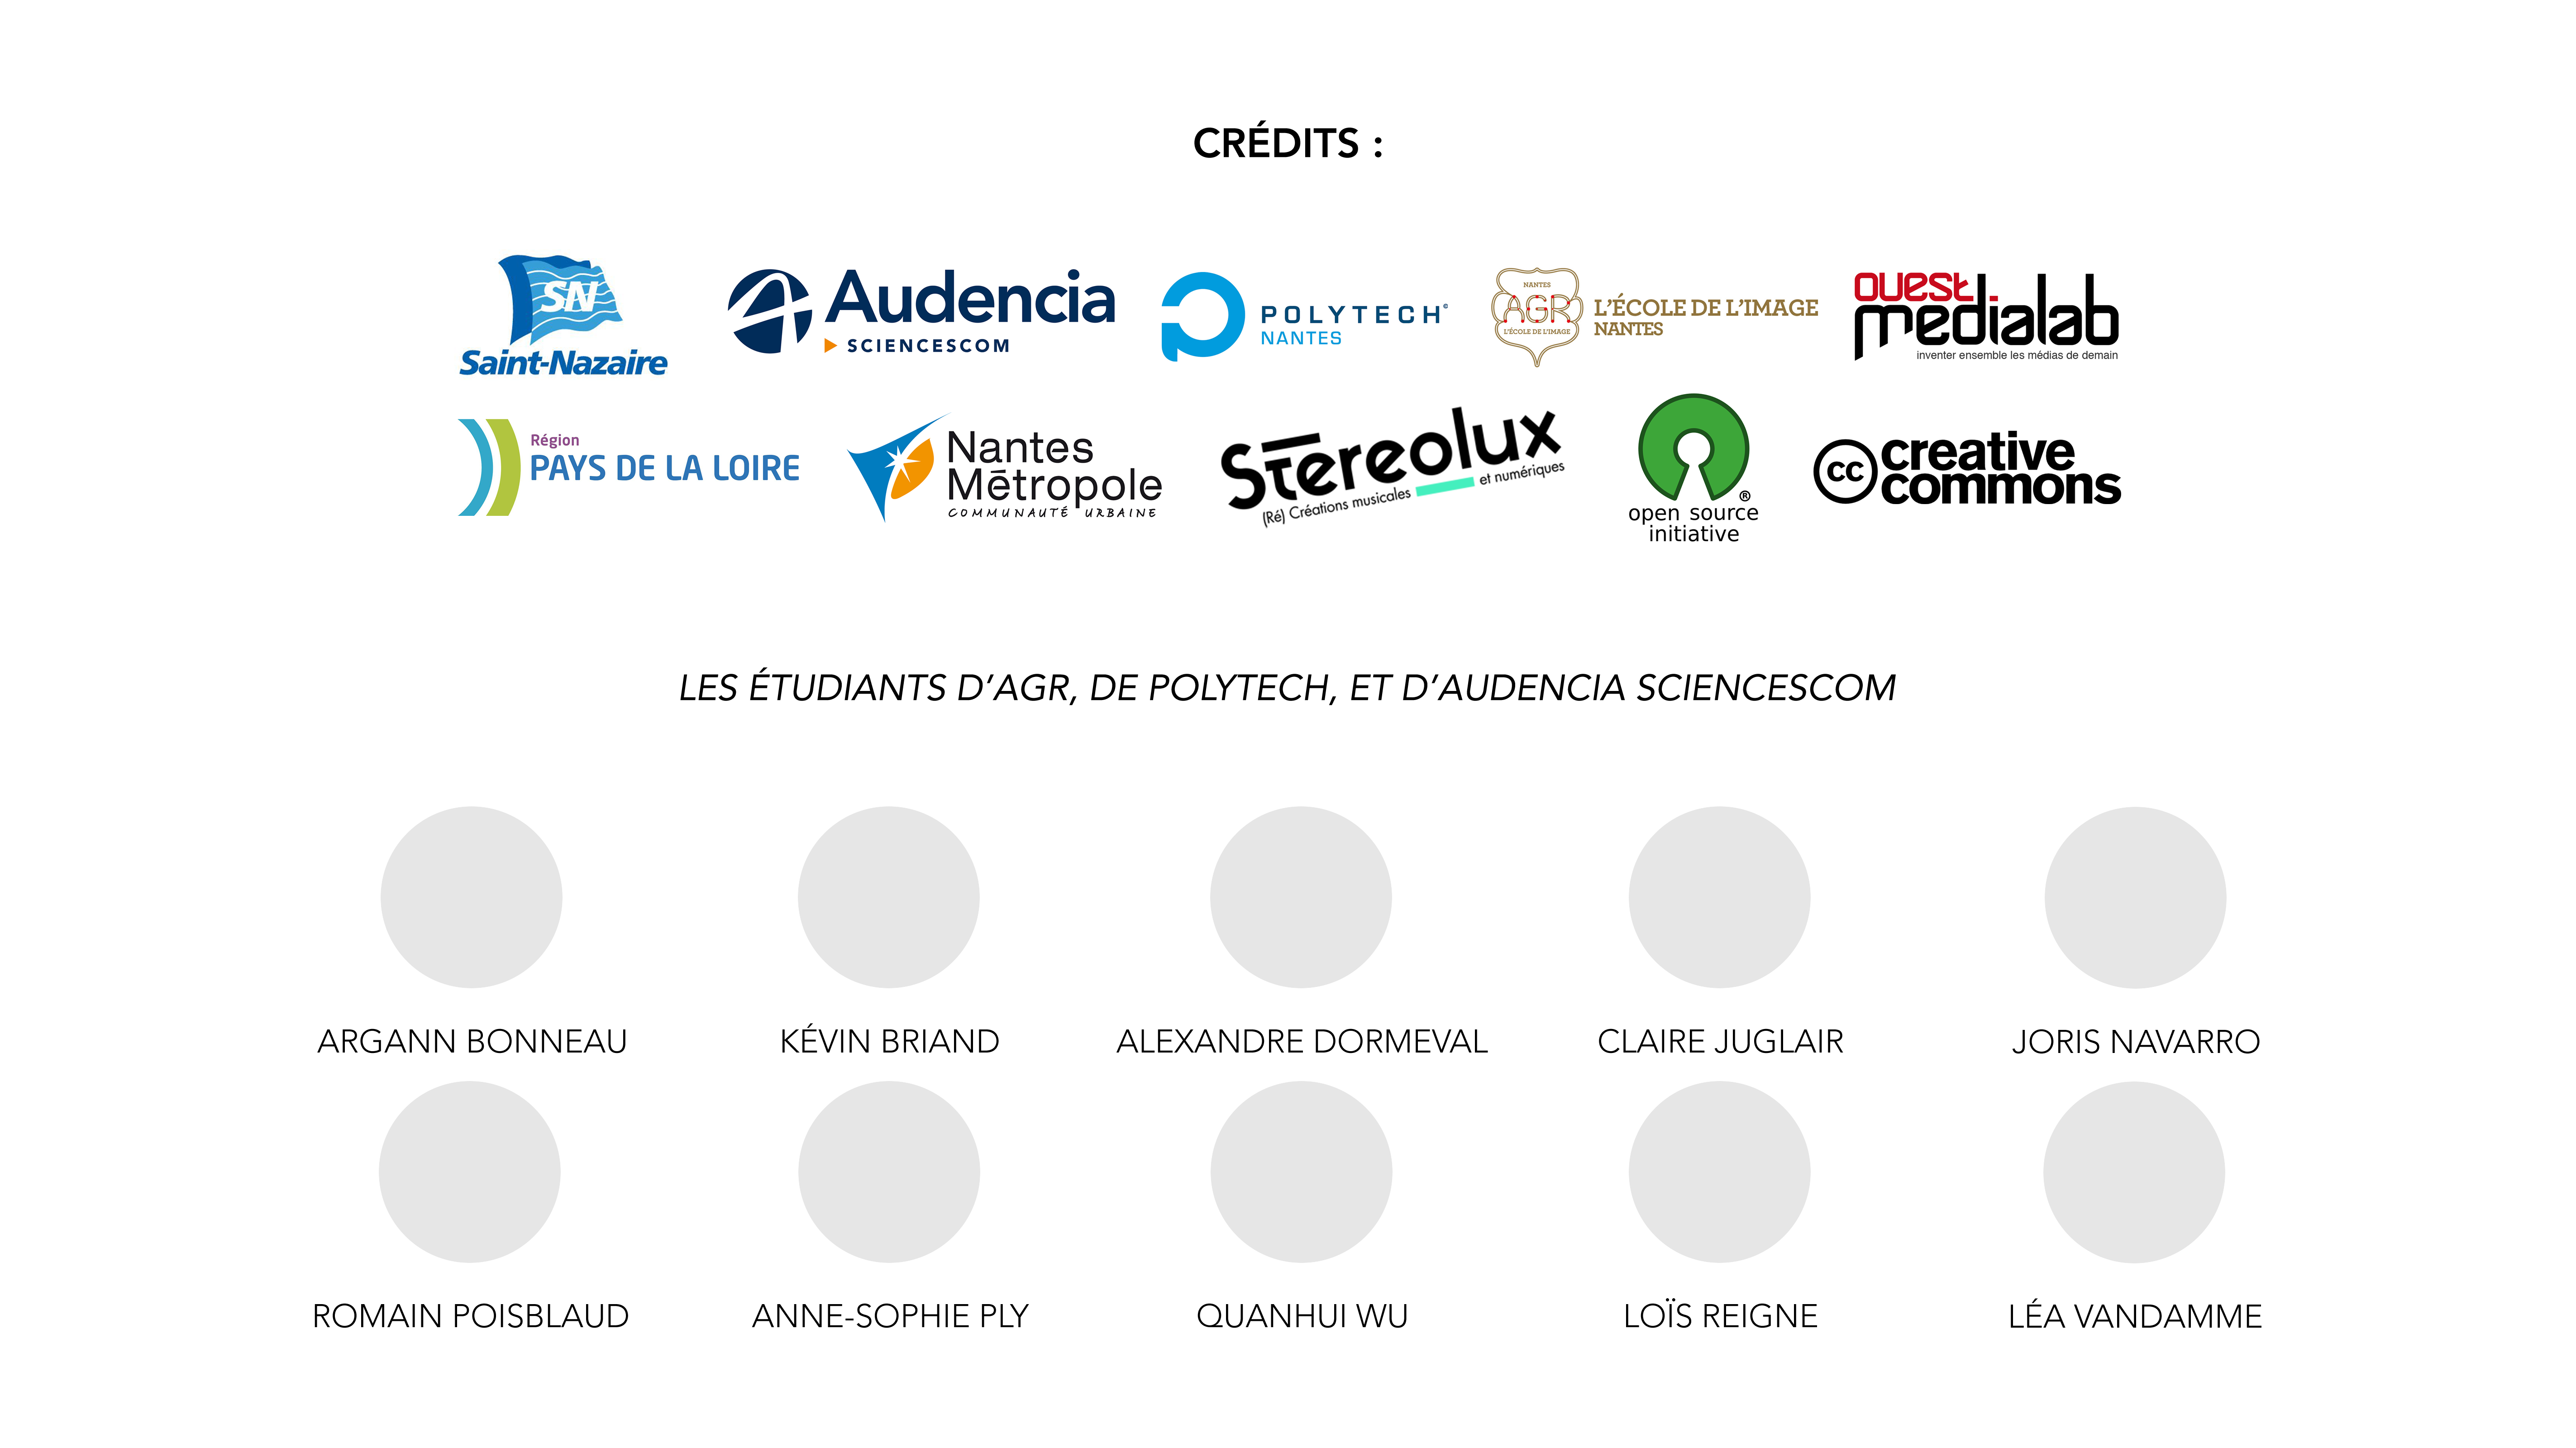 CRÉDITS :
SN
Saint-Nazaire
Audencia
SCIENCESCOM
POLYTECH©
NANTES
NANTES
AGR
L'ÉCOLE DE L'IMAGE
L'ÉCOLE DE L'IMAGE
NANTES
ouest
medialab
inventer ensemble les médias de demain
Région
PAYS DE LA LOIRE
Nantes
Métropole
COMMUNAUTÉ URBAINE
Stereolux
(Ré) Créations musicales et numériques
®
open source
initiative
cc
creative
commons
LES ÉTUDIANTS D'AGR, DE POLYTECH, ET D'AUDENCIA SCIENCESCOM
ARGANN BONNEAU
KÉVIN BRIAND
ALEXANDRE DORMEVAL
CLAIRE JUGLAIR
JORIS NAVARRO
ROMAIN POISBLAUD
ANNE-SOPHIE PLY
QUANHUI WU
LOÏS REIGNE
LÉA VANDAMME